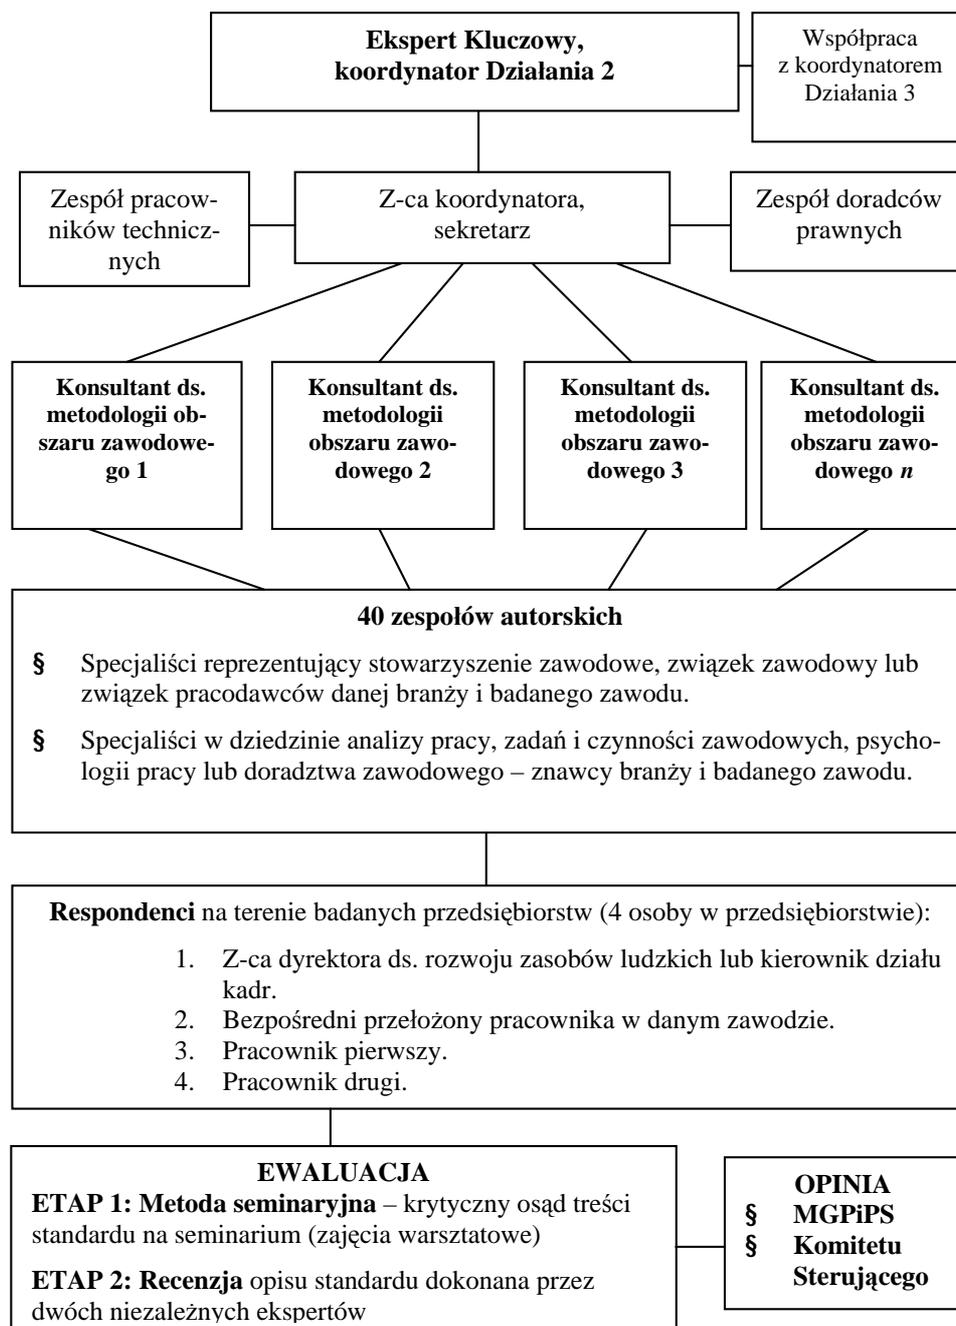 Ekspert Kluczowy,
koordynator Działania 2
Współpraca
z koordynatorem
Działania 3
Zespół pracow-
ników technicz-
nych
Z-ca koordynatora,
sekretarz
Zespół doradców
prawnych
Konsultant ds.
metodologii ob-
szaru zawodowe-
go 1
Konsultant ds.
metodologii
obszaru zawo-
dowego 2
Konsultant ds.
metodologii
obszaru zawo-
dowego 3
Konsultant ds.
metodologii
obszaru zawo-
dowego n
40 zespołów autorskich
§ Specjaliści reprezentujący stowarzyszenie zawodowe, związek zawodowy lub
związek pracodawców danej branży i badanego zawodu.
§ Specjaliści w dziedzinie analizy pracy, zadań i czynności zawodowych, psycho-
logii pracy lub doradztwa zawodowego – znawcy branży i badanego zawodu.
Respondenci na terenie badanych przedsiębiorstw (4 osoby w przedsiębiorstwie):
1. Z-ca dyrektora ds. rozwoju zasobów ludzkich lub kierownik działu
kadr.
2. Bezpośredni przełożony pracownika w danym zawodzie.
3. Pracownik pierwszy.
4. Pracownik drugi.
EWALUACJA
ETAP 1: Metoda seminaryjna – krytyczny osąd treści
standardu na seminarium (zajęcia warsztatowe)
ETAP 2: Recenzja opisu standardu dokonana przez
dwóch niezależnych ekspertów
OPINIA
§ MGPiPS
§ Komitetu
Sterującego